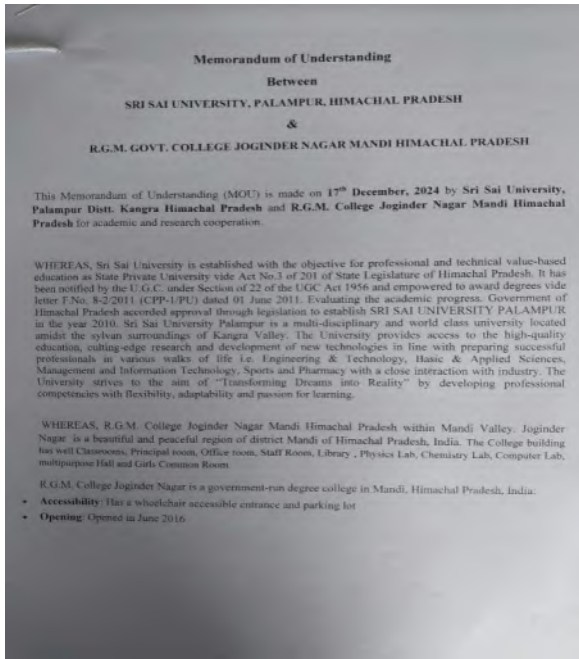 Memorandum of Understanding
Between
SRI SAI UNIVERSITY, PALAMPUR, HIMACHAL PRADESH
&
R.G.M. GOVT. COLLEGE JOGINDER NAGAR MANDI HIMACHAL PRADESH
This Memorandum of Understanding (MOU) is made on 17th December, 2024 by Sri Sai University,
Palampur Distt. Kangra Himachal Pradesh and R.G.M. College Joginder Nagar Mandi Himachal
Pradesh for academic and research cooperation.
WHEREAS, Sri Sai University is established with the objective for professional and technical value-based
education as State Private University vide Act No.3 of 201 of State Legislature of Himachal Pradesh. It has
been notified by the U.G.C. under Section of 22 of the UGC Act 1956 and empowered to award degrees vide
letter F.No. 8-2/2011 (CPP-1/PU) dated 01 June 2011. Evaluating the academic progress. Government of
Himachal Pradesh accorded approval through legislation to establish SRI SAI UNIVERSITY PALAMPUR
in the year 2010. Sri Sai University Palampur is a multi-disciplinary and world class university located
amidst the sylvan surroundings of Kangra Valley. The University provides access to the high-quality
education, cutting-edge research and development of new technologies in line with preparing successful
professionals in various walks of life i.e. Engineering & Technology, Basic & Applied Sciences,
Management and Information Technology, Sports and Pharmacy with a close interaction with industry. The
University strives to the aim of "Transforming Dreams into Reality" by developing professional
competencies with flexibility, adaptability and passion for learning.
WHEREAS, R.G.M. College Joginder Nagar Mandi Himachal Pradesh within Mandi Valley. Joginder
Nagar is a beautiful and peaceful region of district Mandi of Himachal Pradesh, India. The College building
has well Classrooms, Principal room, Office room, Staff Room, Library , Physics Lab, Chemistry Lab, Computer Lab,
multipurpose Hall and Girls Common Room.
R.G.M. College Joginder Nagar is a government-run degree college in Mandi, Himachal Pradesh, India.
• Accessibility: Has a wheelchair accessible entrance and parking lot
• Opening: Opened in June 2016